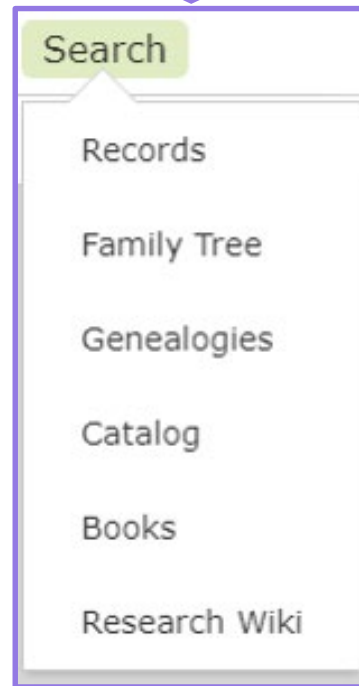 Search
Records
Family Tree
Genealogies
Catalog
Books
Research Wiki